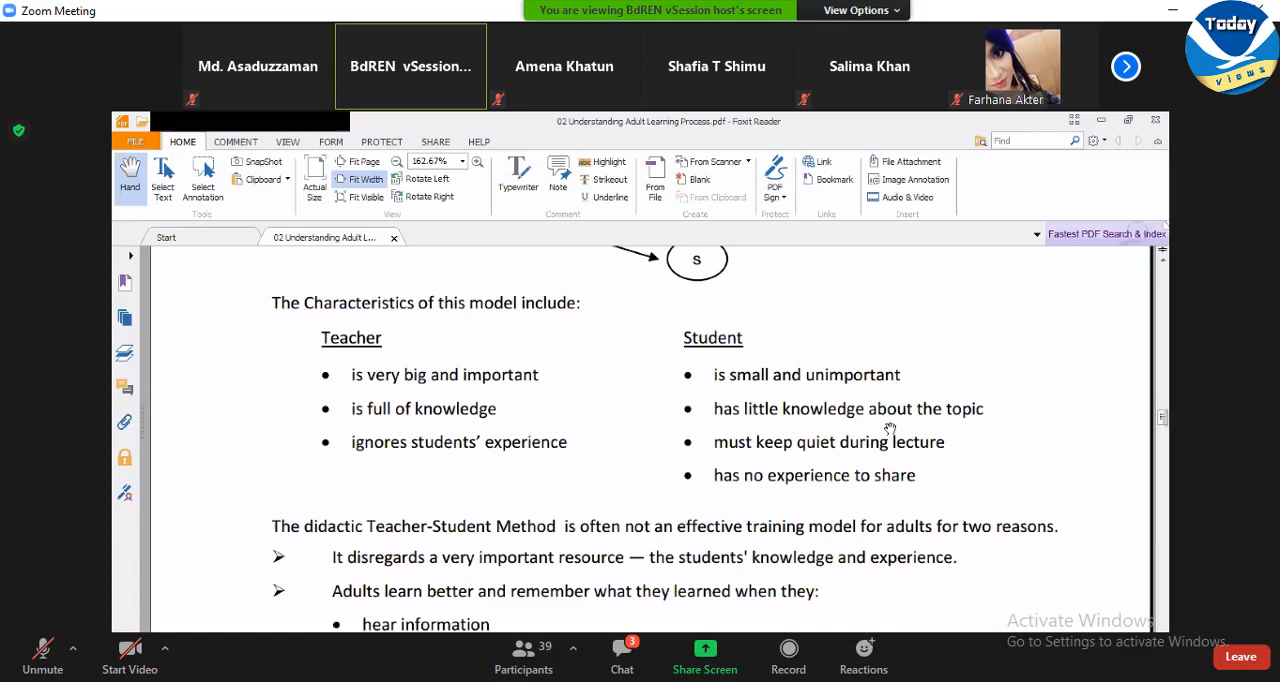 Zoom Meeting
You are viewing BdREN vSession host's screen
View Options
Today
views
Md. Asaduzzaman
BdREN vSession...
Amena Khatun
Shafia T Shimu
Salima Khan
Farhana Akter
02 Understanding Adult Learning Process.pdf - Foxit Reader
FILE HOME COMMENT VIEW FORM PROTECT SHARE HELP
Find
Hand
Select Text
Select Annotation
SnapShot
Clipboard
Tools
Actual Size
Fit Page
Fit Width
Fit Visible
162.67%
Rotate Left
Rotate Right
View
Typewriter
Note
Highlight
Strikeout
Underline
Comment
From File
From Scanner
Blank
From Clipboard
Create
PDF Sign
Protect
Link
Bookmark
Links
File Attachment
Image Annotation
Audio & Video
Insert
Start
02 Understanding Adult L...
Fastest PDF Search & Index
S
The Characteristics of this model include:
Teacher
• is very big and important
• is full of knowledge
• ignores students' experience
Student
• is small and unimportant
• has little knowledge about the topic
• must keep quiet during lecture
• has no experience to share
The didactic Teacher-Student Method is often not an effective training model for adults for two reasons.
➢ It disregards a very important resource — the students' knowledge and experience.
➢ Adults learn better and remember what they learned when they:
• hear information
Activate Windows
Go to Settings to activate Windows.
Unmute
Start Video
39
Participants
3
Chat
Share Screen
Record
Reactions
Leave